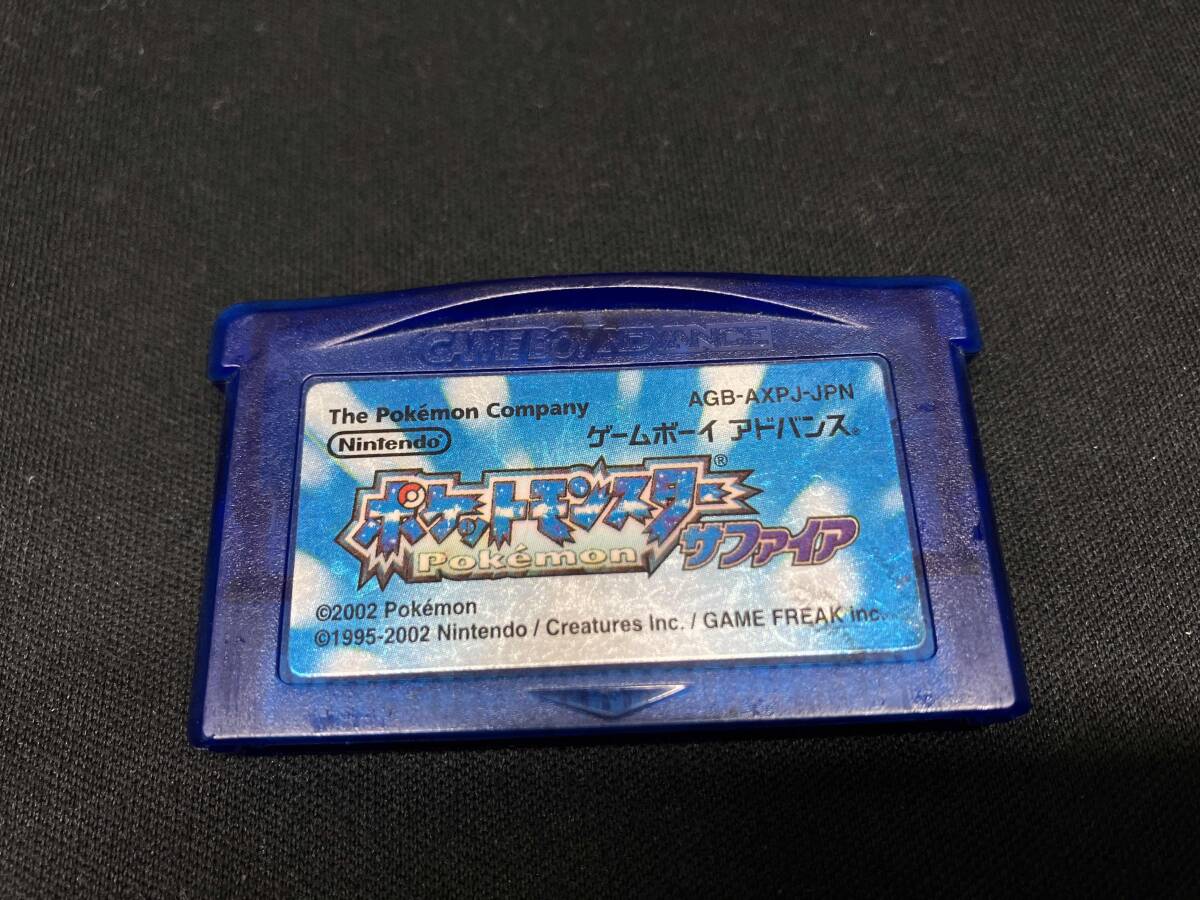 GAME BOY ADVANCE
The Pokémon Company
AGB-AXPJ-JPN
Nintendo
ゲームボーイ アドバンス®
ポケットモンスター®
Pokémon
サファイア
©2002 Pokémon
©1995-2002 Nintendo / Creatures Inc. / GAME FREAK inc.